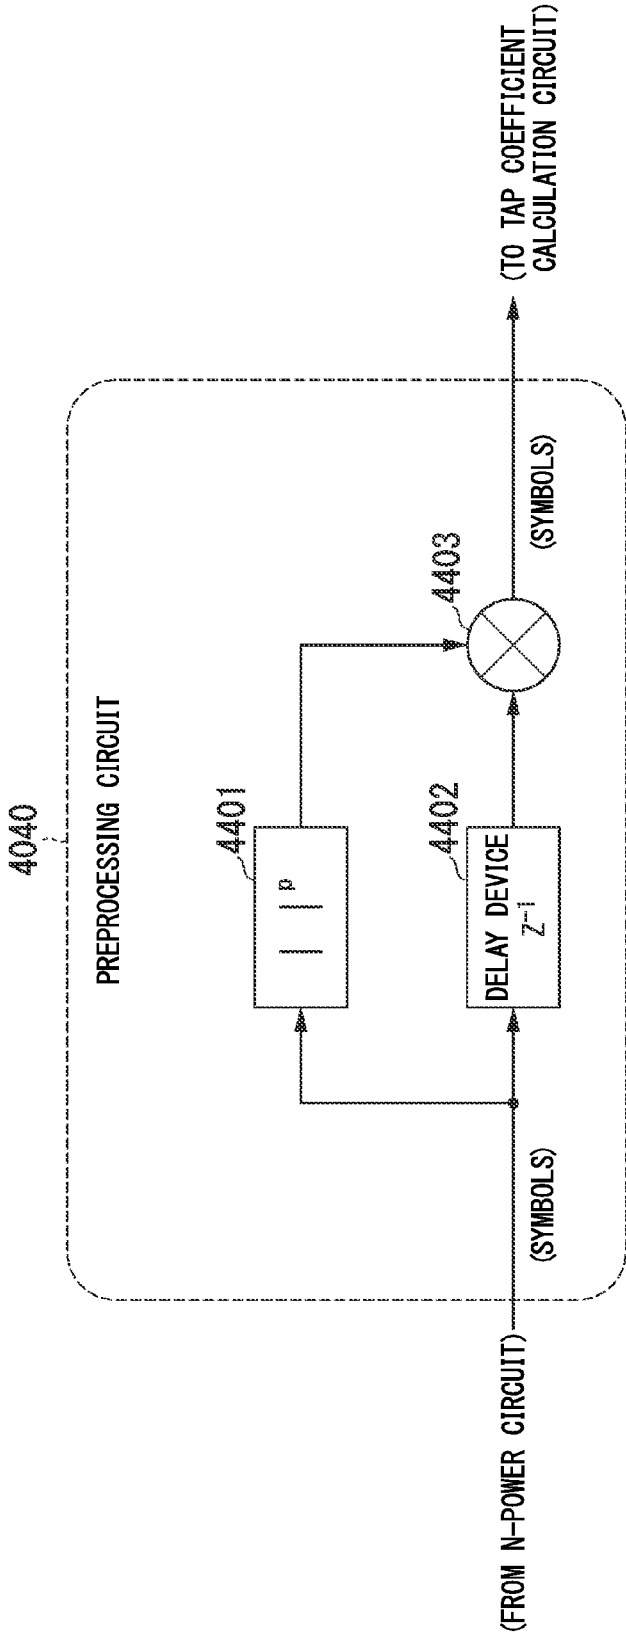 4040
PREPROCESSING CIRCUIT
4401
| |p
4402
DELAY DEVICE
Z-1
4403
(FROM N-POWER CIRCUIT)
(SYMBOLS)
(SYMBOLS)
(TO TAP COEFFICIENT
CALCULATION CIRCUIT)